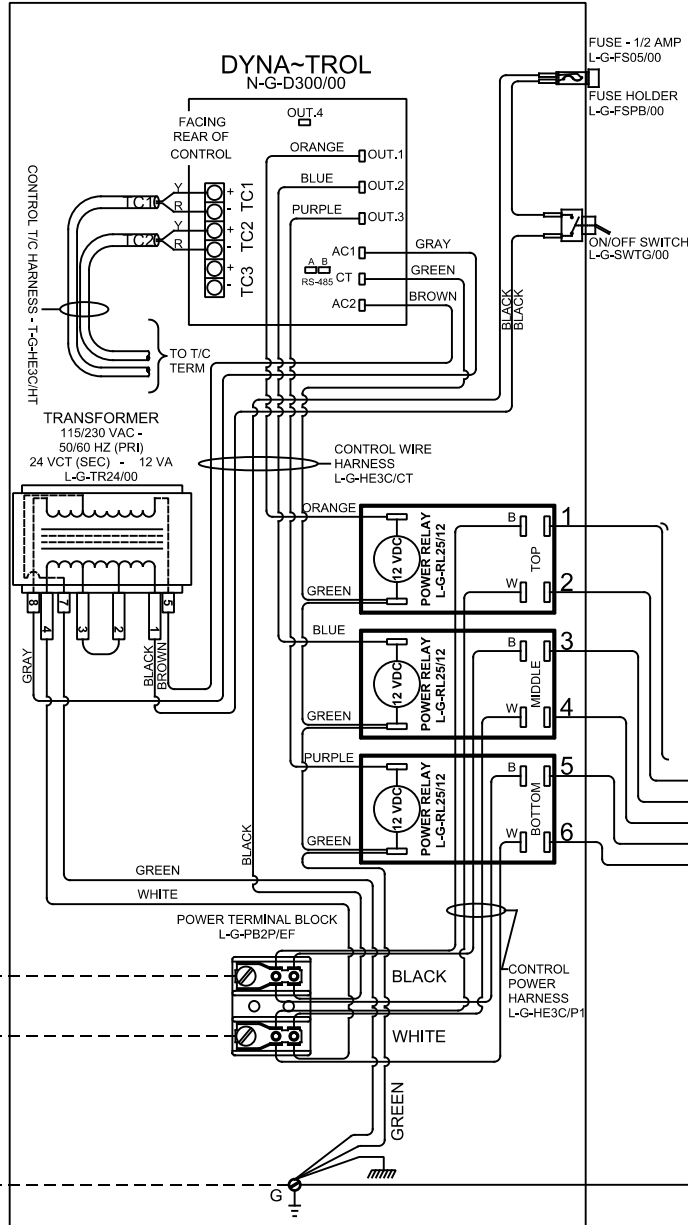 FUSE - 1/2 AMP
L-G-FS05/00
FUSE HOLDER
L-G-FSPB/00
DYNA~TROL
N-G-D300/00
OUT.4
FACING
REAR OF
CONTROL
ORANGE
OUT.1
BLUE
OUT.2
PURPLE
OUT.3
Y
R
TC1
+
-
TC1
Y
R
TC2
+
-
TC2
+
-
TC3
AC1
GRAY
A B
RS-485
CT
GREEN
AC2
BROWN
ON/OFF SWITCH
L-G-SWTG/00
BLACK
BLACK
CONTROL T/C HARNESS - T-G-HE3C/HT
TO T/C
TERM
TRANSFORMER
115/230 VAC -
50/60 HZ (PRI)
24 VCT (SEC) - 12 VA
L-G-TR24/00
CONTROL WIRE
HARNESS
L-G-HE3C/CT
8
4
7
3
2
1
5
GRAY
BLACK
BROWN
ORANGE
12 VDC
GREEN
POWER RELAY
L-G-RL25/12
B
W
TOP
1
2
BLUE
12 VDC
GREEN
POWER RELAY
L-G-RL25/12
B
W
MIDDLE
3
4
PURPLE
12 VDC
GREEN
POWER RELAY
L-G-RL25/12
B
W
BOTTOM
5
6
BLACK
GREEN
WHITE
POWER TERMINAL BLOCK
L-G-PB2P/EF
BLACK
WHITE
CONTROL
POWER
HARNESS
L-G-HE3C/P1
GREEN
G